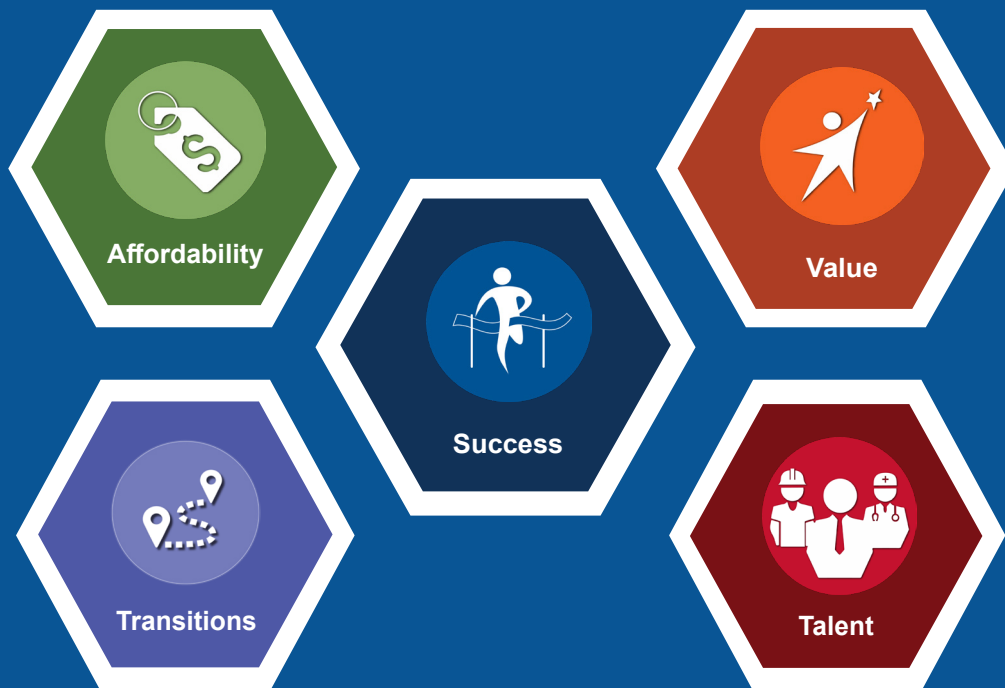 Affordability
Value
Success
Transitions
Talent